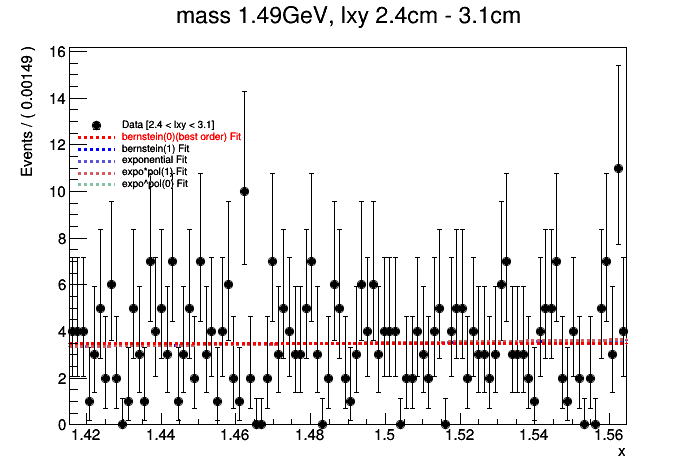 mass 1.49GeV, lxy 2.4cm - 3.1cm
Events / ( 0.00149 )
16
14
12
10
8
6
4
2
0
Data [2.4 < lxy < 3.1]
bernstein(0)(best order) Fit
bernstein(1) Fit
exponential Fit
expo*pol(1) Fit
expo^pol(0) Fit
1.42 1.44 1.46 1.48 1.5 1.52 1.54 1.56
x